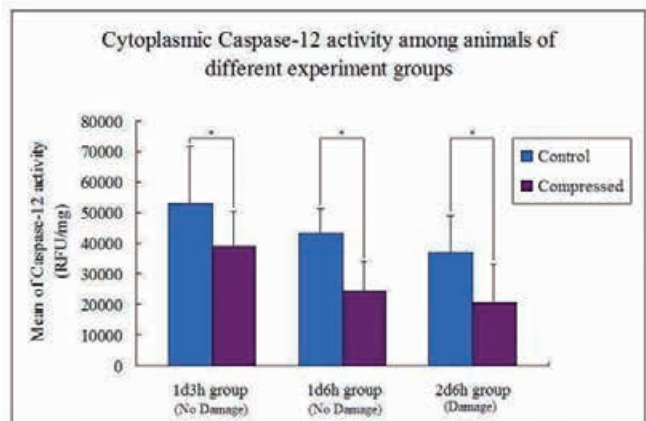 Cytoplasmic Caspase-12 activity among animals of
different experiment groups
Mean of Caspase-12 activity
(RFU/mg)
80000
70000
60000
50000
40000
30000
20000
10000
0
*
*
*
Control
Compressed
1d3h group
(No Damage)
1d6h group
(No Damage)
2d6h group
(Damage)